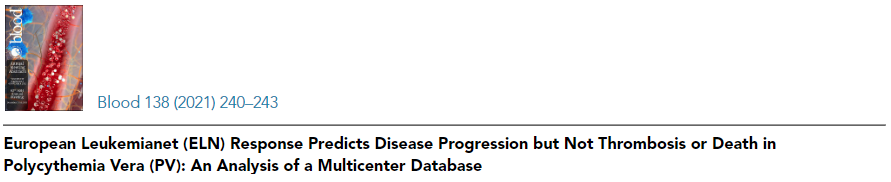 blood
Blood 138 (2021) 240–243
European Leukemianet (ELN) Response Predicts Disease Progression but Not Thrombosis or Death in
Polycythemia Vera (PV): An Analysis of a Multicenter Database